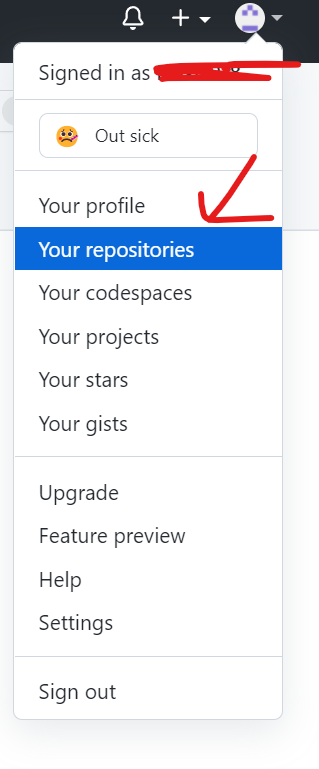 Signed in as
Out sick
Your profile
Your repositories
Your codespaces
Your projects
Your stars
Your gists
Upgrade
Feature preview
Help
Settings
Sign out